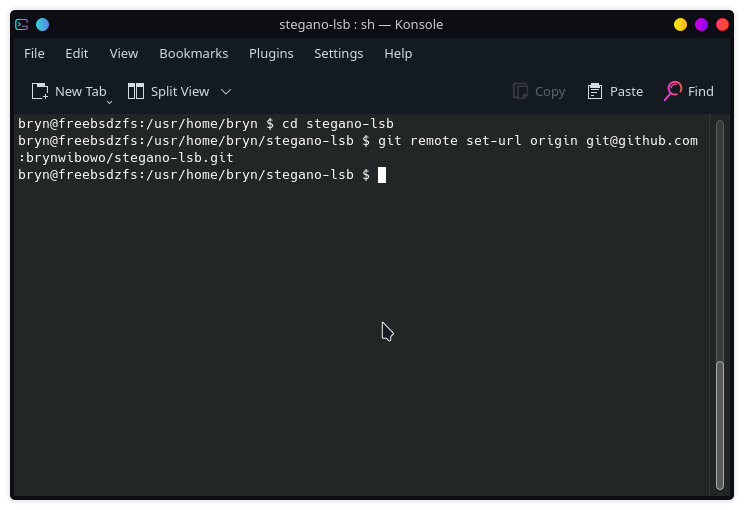 stegano-lsb : sh — Konsole
File Edit View Bookmarks Plugins Settings Help
New Tab Split View Copy Paste Find
bryn@freebsdzfs:/usr/home/bryn $ cd stegano-lsb
bryn@freebsdzfs:/usr/home/bryn/stegano-lsb $ git remote set-url origin git@github.com
:brynwibowo/stegano-lsb.git
bryn@freebsdzfs:/usr/home/bryn/stegano-lsb $